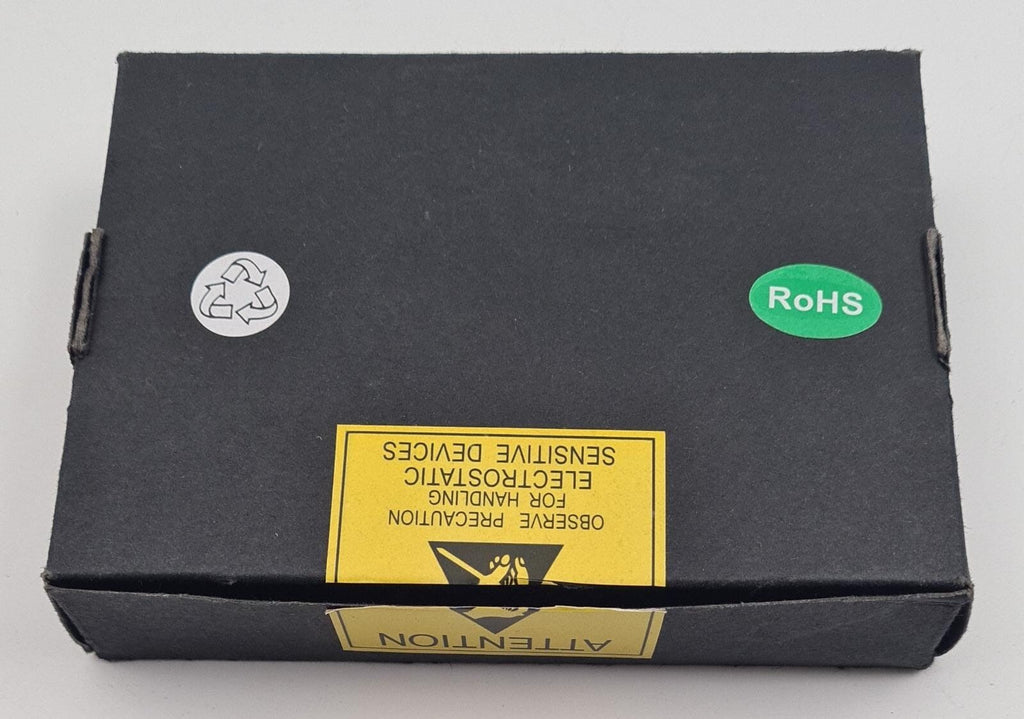 RoHS
ATTENTION
OBSERVE PRECAUTION
FOR HANDLING
ELECTROSTATIC
SENSITIVE DEVICES